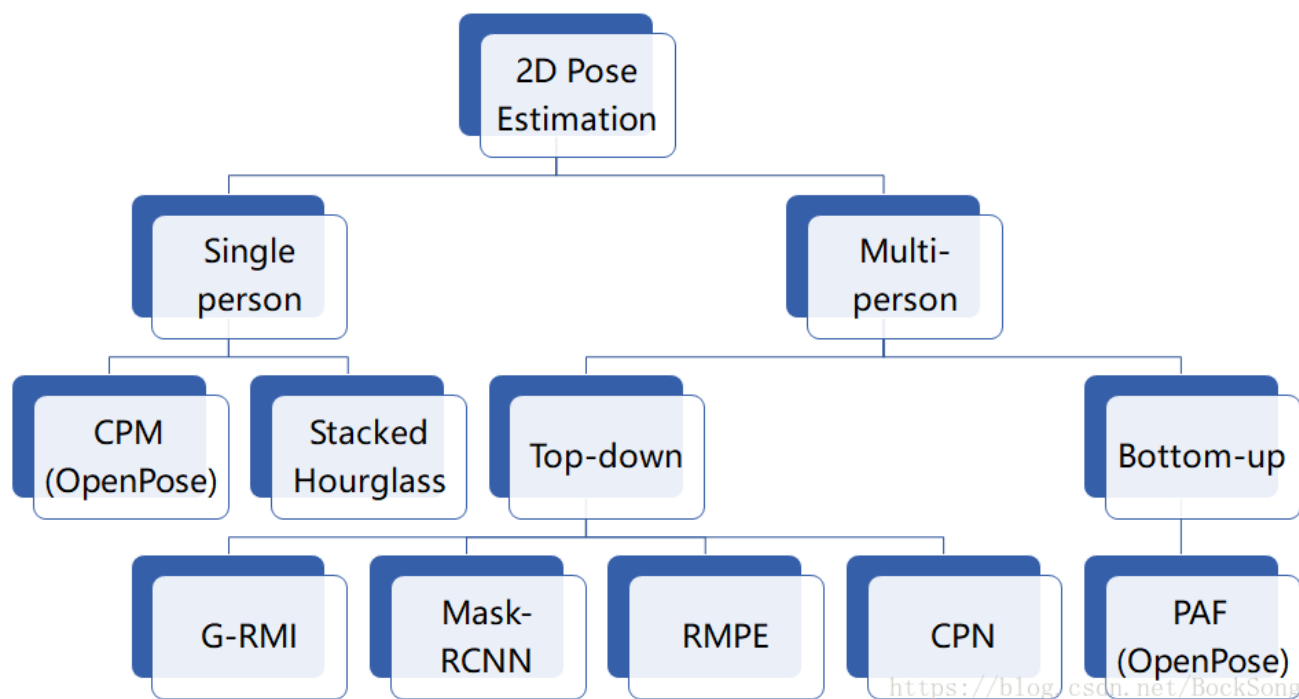 2D Pose
Estimation
Single
person
Multi-
person
CPM
(OpenPose)
Stacked
Hourglass
Top-down
Bottom-up
G-RMI
Mask-
RCNN
RMPE
CPN
PAF
(OpenPose)
https://blog.csdn.net/BockSong